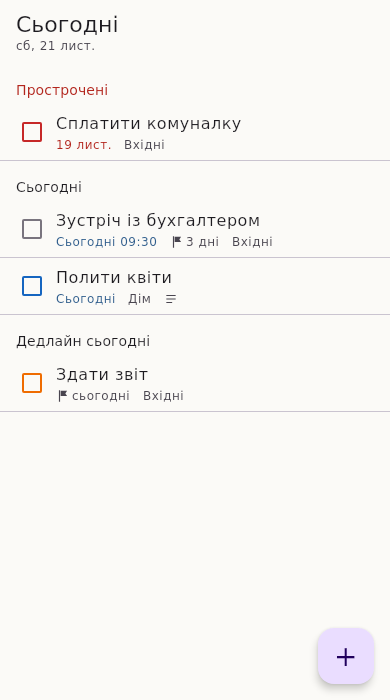 Сьогодні
сб, 21 лист.
Прострочені
Сплатити комуналку
19 лист. Вхідні
Сьогодні
Зустріч із бухгалтером
Сьогодні 09:30 3 дні Вхідні
Полити квіти
Сьогодні Дім
Дедлайн сьогодні
Здати звіт
сьогодні Вхідні